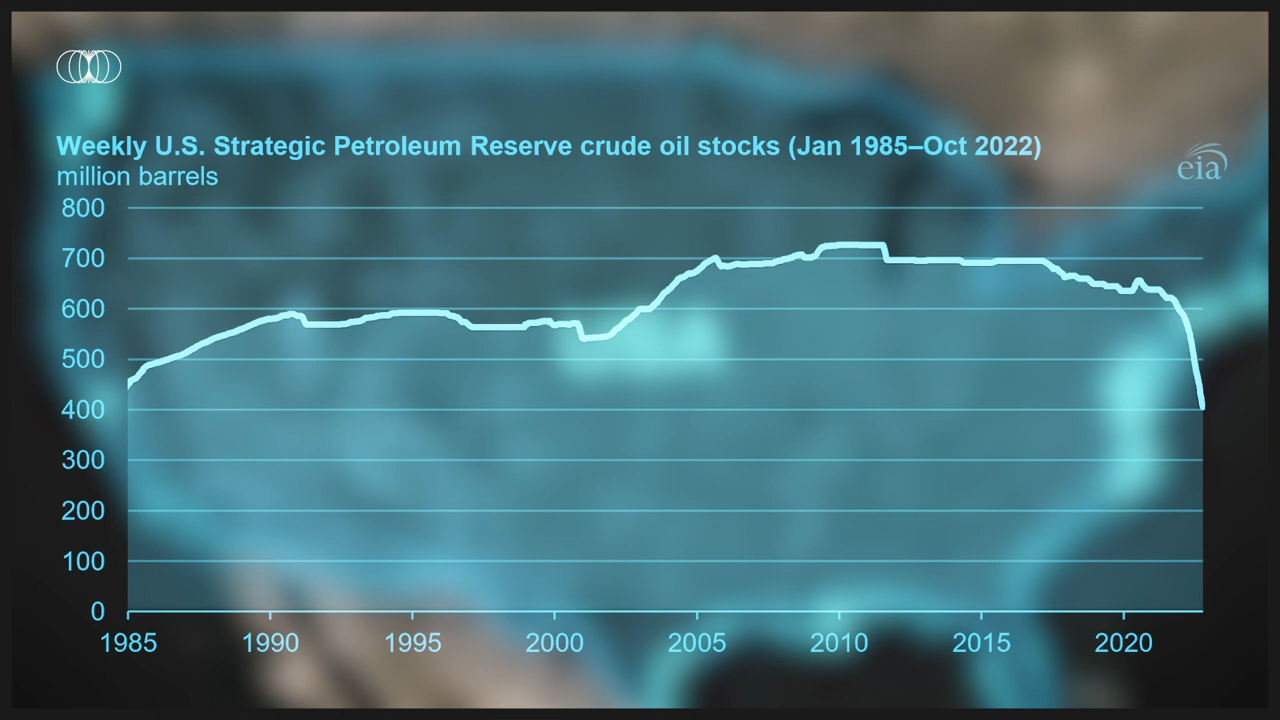 Weekly U.S. Strategic Petroleum Reserve crude oil stocks (Jan 1985–Oct 2022)
million barrels
eia
800
700
600
500
400
300
200
100
0
1985 1990 1995 2000 2005 2010 2015 2020